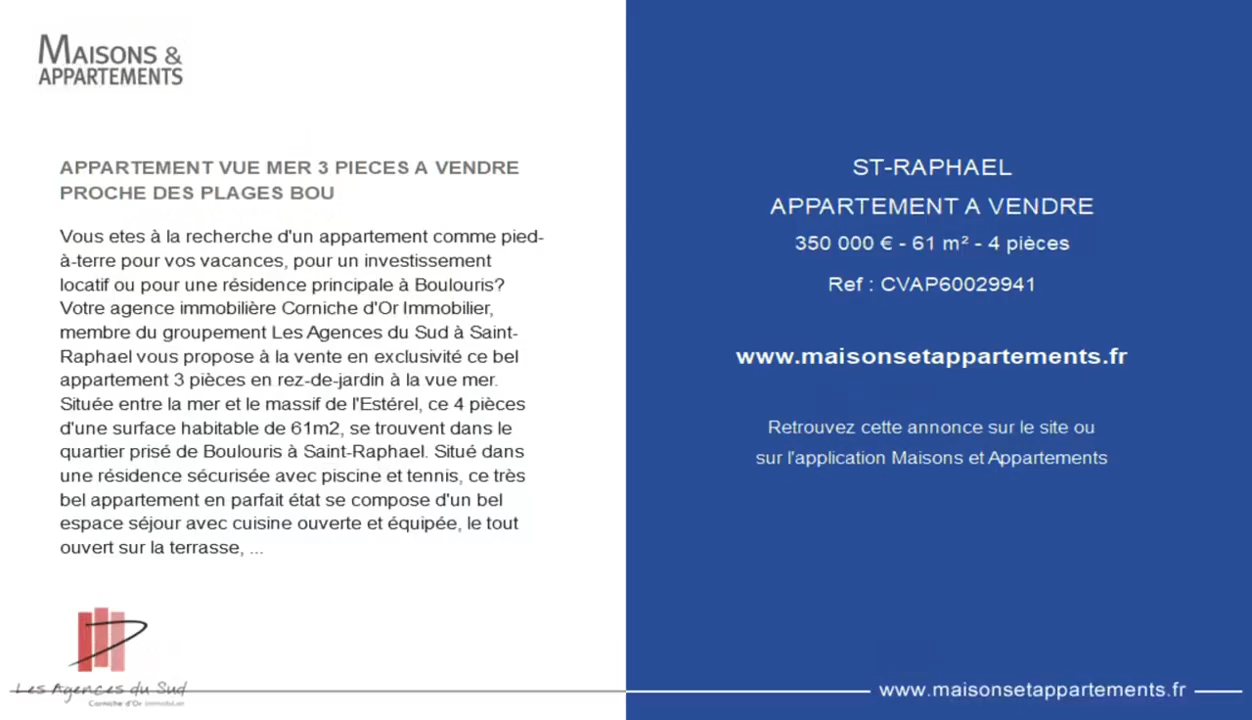 MAISONS &
APPARTEMENTS
APPARTEMENT VUE MER 3 PIECES A VENDRE
PROCHE DES PLAGES BOU
Vous etes à la recherche d'un appartement comme pied-
à-terre pour vos vacances, pour un investissement
locatif ou pour une résidence principale à Boulouris?
Votre agence immobilière Corniche d'Or Immobilier,
membre du groupement Les Agences du Sud à Saint-
Raphael vous propose à la vente en exclusivité ce bel
appartement 3 pièces en rez-de-jardin à la vue mer.
Située entre la mer et le massif de l'Estérel, ce 4 pièces
d'une surface habitable de 61m2, se trouvent dans le
quartier prisé de Boulouris à Saint-Raphael. Situé dans
une résidence sécurisée avec piscine et tennis, ce très
bel appartement en parfait état se compose d'un bel
espace séjour avec cuisine ouverte et équipée, le tout
ouvert sur la terrasse, ...
Les Agences du Sud
Corniche d'Or Immobilier
ST-RAPHAEL
APPARTEMENT A VENDRE
350 000 € - 61 m² - 4 pièces
Ref : CVAP60029941
www.maisonsetappartements.fr
Retrouvez cette annonce sur le site ou
sur l'application Maisons et Appartements
www.maisonsetappartements.fr